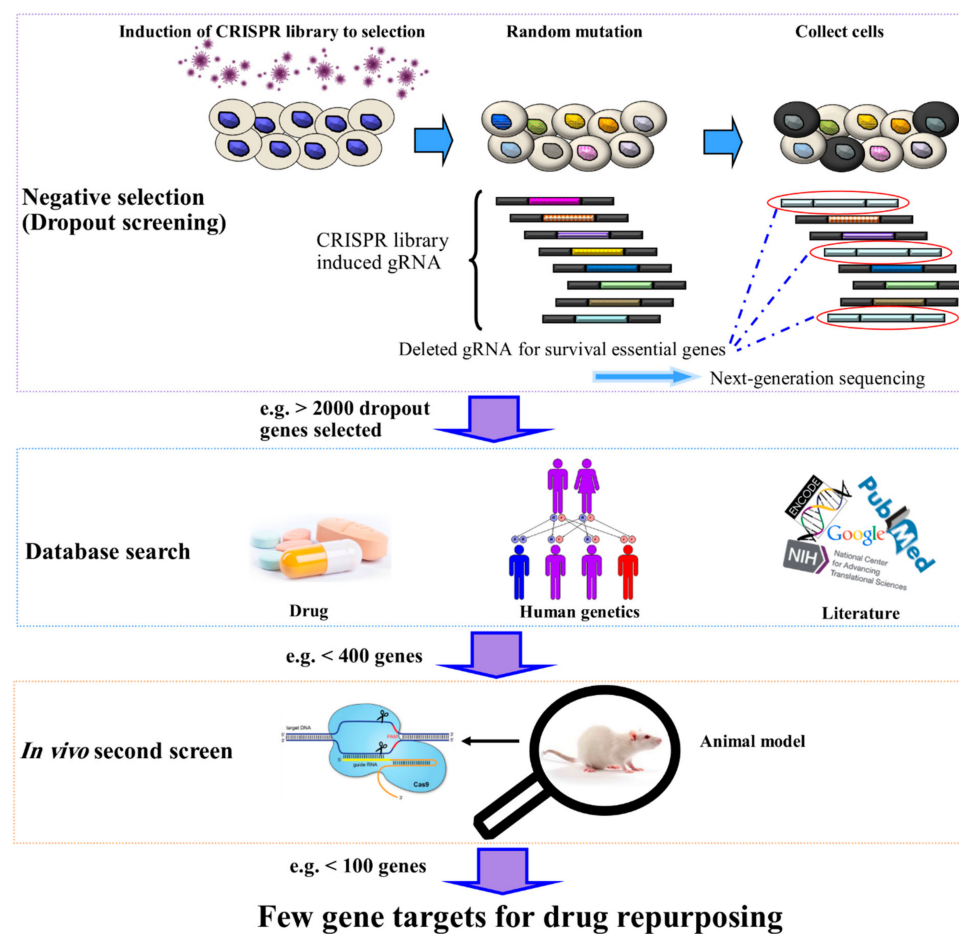 Induction of CRISPR library to selection
Random mutation
Collect cells
Negative selection
(Dropout screening)
CRISPR library
induced gRNA
Deleted gRNA for survival essential genes
Next-generation sequencing
e.g. > 2000 dropout
genes selected
Database search
Drug
Human genetics
ENCODE
PubMed
Google
NIH
National Center
for Advancing
Translational Sciences
Literature
e.g. < 400 genes
In vivo second screen
target DNA
PAM
guide RNA
Cas9
Animal model
e.g. < 100 genes
Few gene targets for drug repurposing